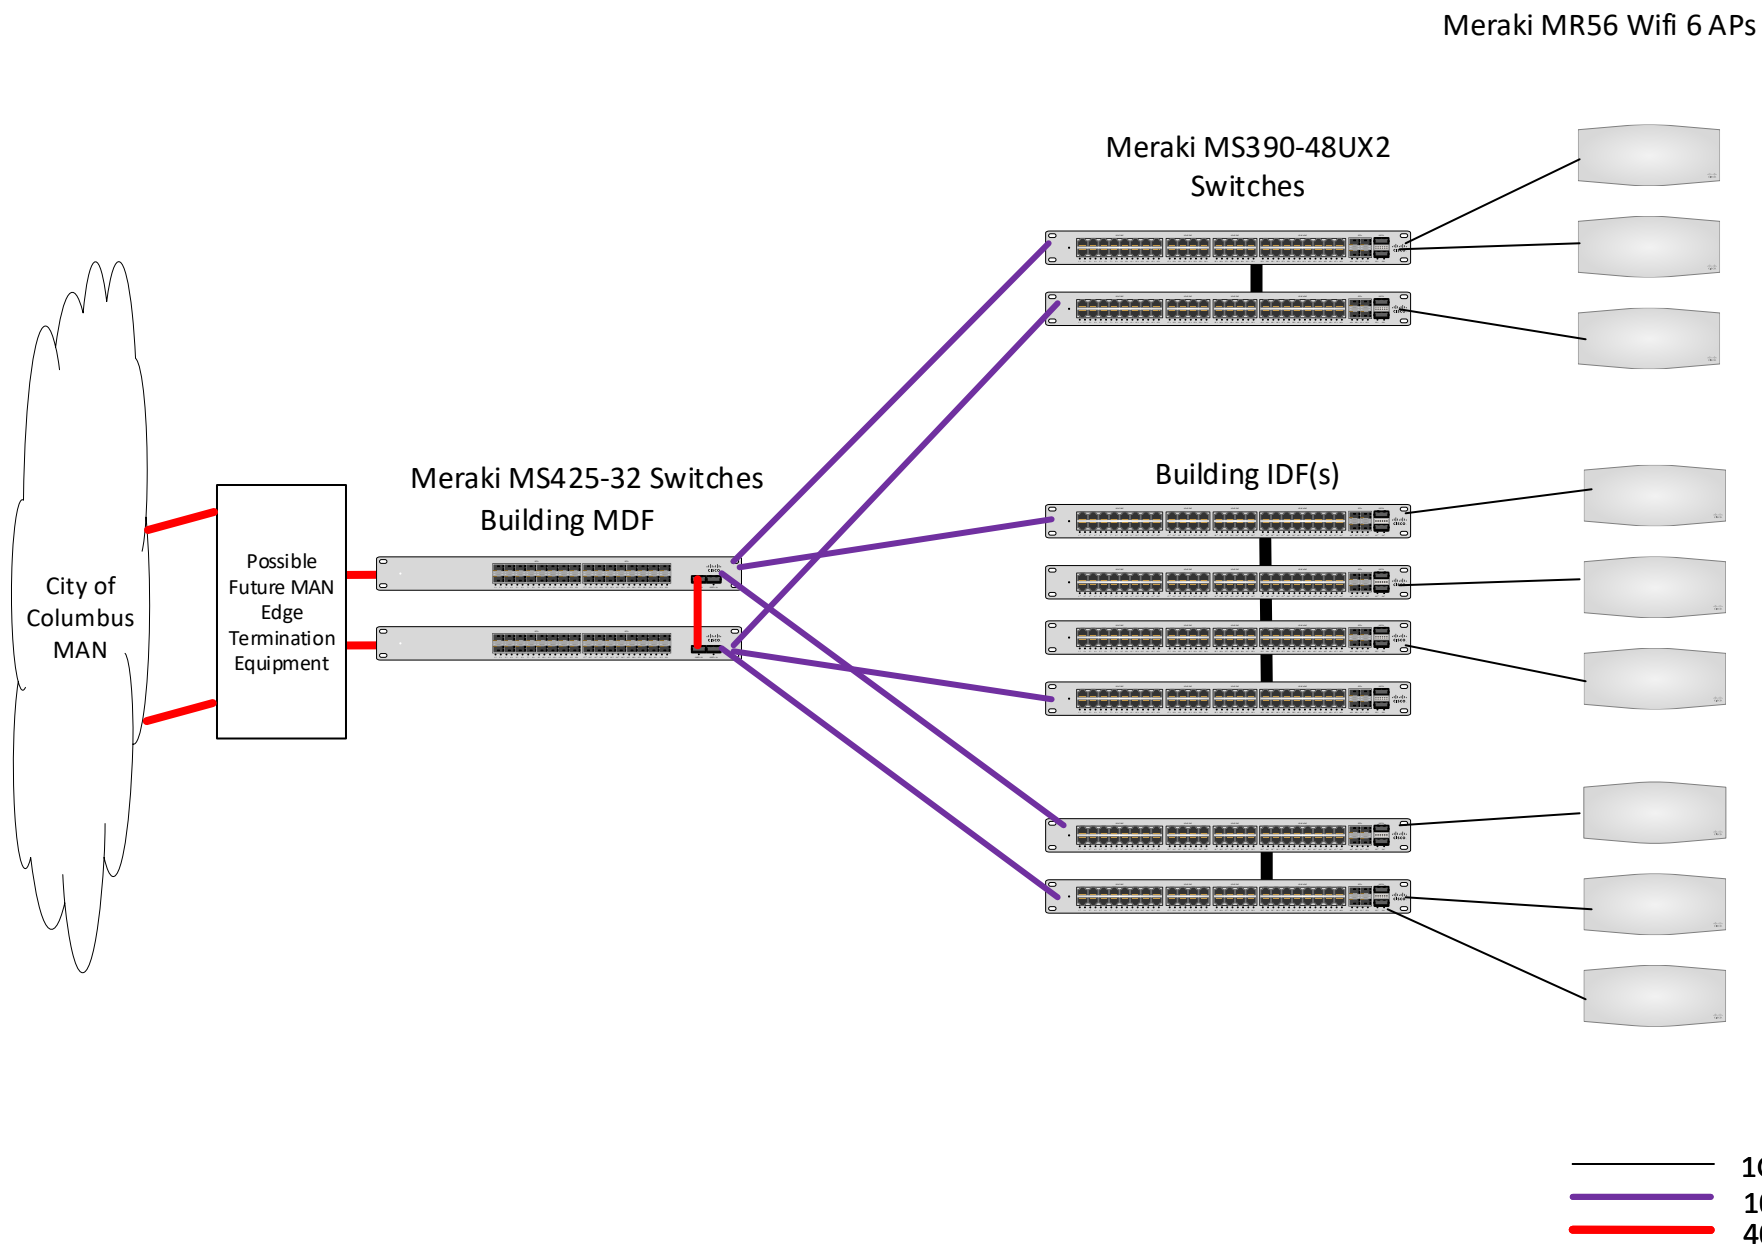 Meraki MR56 Wifi 6 APs
Meraki MS390-48UX2
Switches
Meraki MS425-32 Switches
Building MDF
Building IDF(s)
Possible
Future MAN
Edge
Termination
Equipment
City of
Columbus
MAN